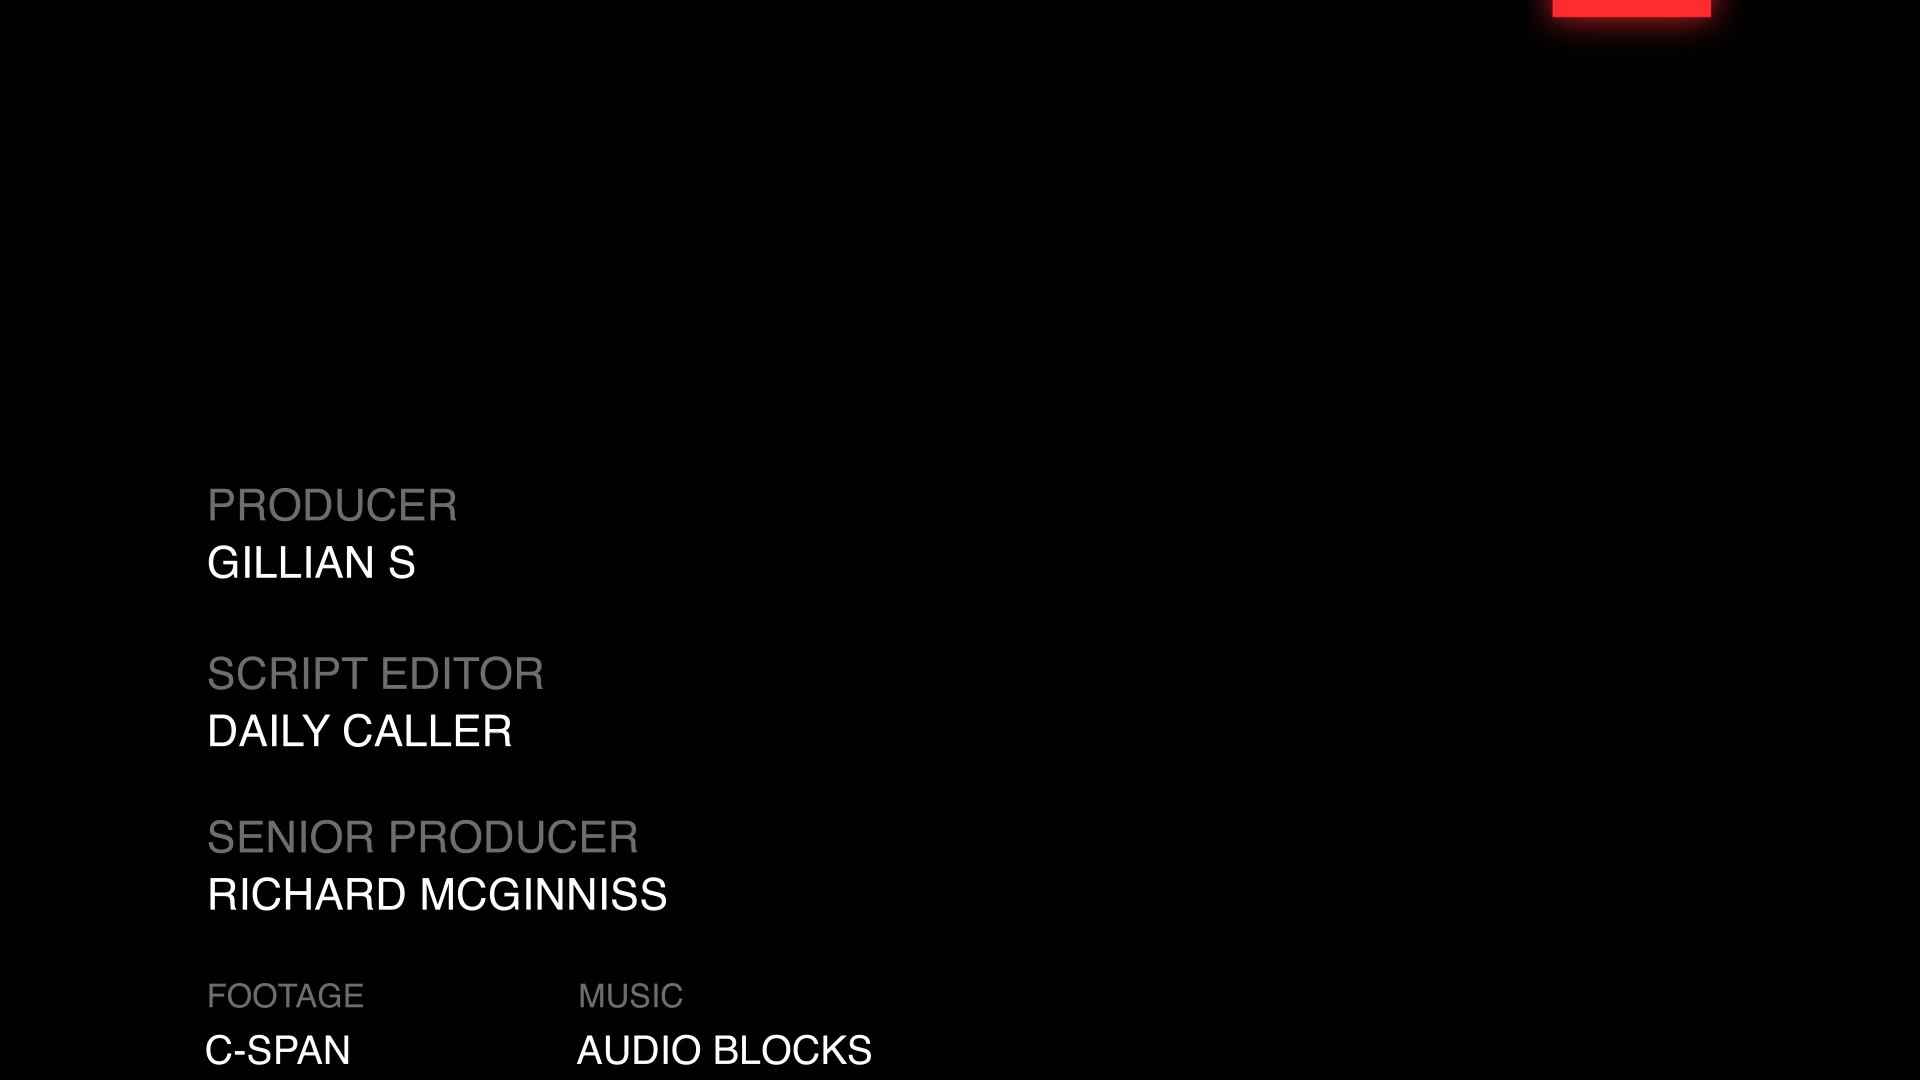 PRODUCER
GILLIAN S
SCRIPT EDITOR
DAILY CALLER
SENIOR PRODUCER
RICHARD MCGINNISS
FOOTAGE
C-SPAN
MUSIC
AUDIO BLOCKS